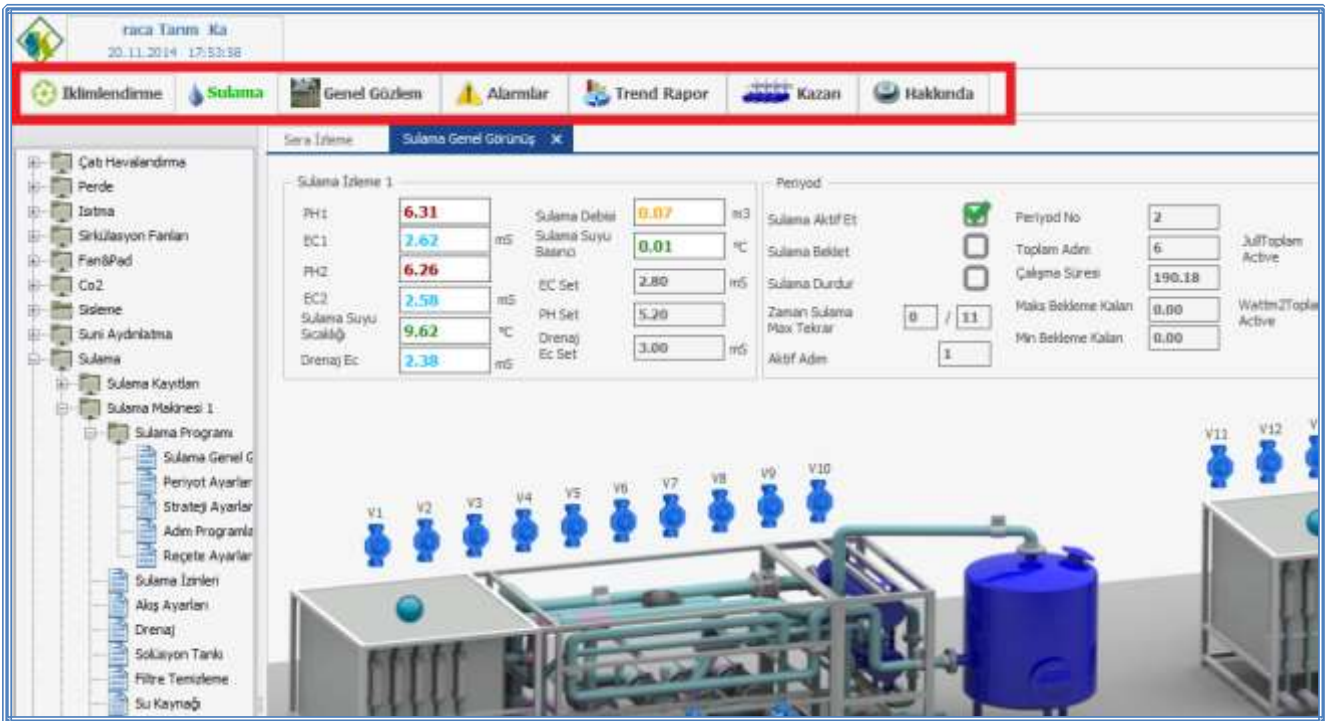 raca Tarım Ka
20.11.2014 17:53:58
İklimlendirme Sulama Genel Gözlem Alarmlar Trend Rapor Kazan Hakkında
Sera İzleme Sulama Genel Görünüş ×
Çatı Havalandırma
Perde
Isıtma
Sirkülasyon Fanları
Fan&Pad
Co2
Sisleme
Suni Aydınlatma
Sulama
Sulama Kayıtları
Sulama Makinesi 1
Sulama Programı
Sulama Genel G
Periyot Ayarlar
Strateji Ayarlar
Adım Programla
Reçete Ayarlar
Sulama İzinleri
Akış Ayarları
Drenaj
Solüsyon Tankı
Filtre Temizleme
Su Kaynağı
Sulama İzleme 1
PH1 6.31
EC1 2.62 mS
PH2 6.26
EC2 2.58 mS
Sulama Suyu
Sıcaklığı 9.62 °C
Drenaj Ec 2.38 mS
Sulama Debisi 0.07 m3
Sulama Suyu
Basıncı 0.01 °C
EC Set 2.80 mS
PH Set 5.20
Drenaj
Ec Set 3.00 mS
Periyod
Sulama Aktif Et
Sulama Beklet
Sulama Durdur
Zaman Sulama
Max Tekrar 0 / 11
Aktif Adım 1
Periyod No 2
Toplam Adım 6
Çalışma Süresi 190.18
Maks Bekleme Kalan 0.00
Min Bekleme Kalan 0.00
JullToplam
Active
Wattm2Topla
Active
V1 V2 V3 V4 V5 V6 V7 V8 V9 V10
V11 V12 V